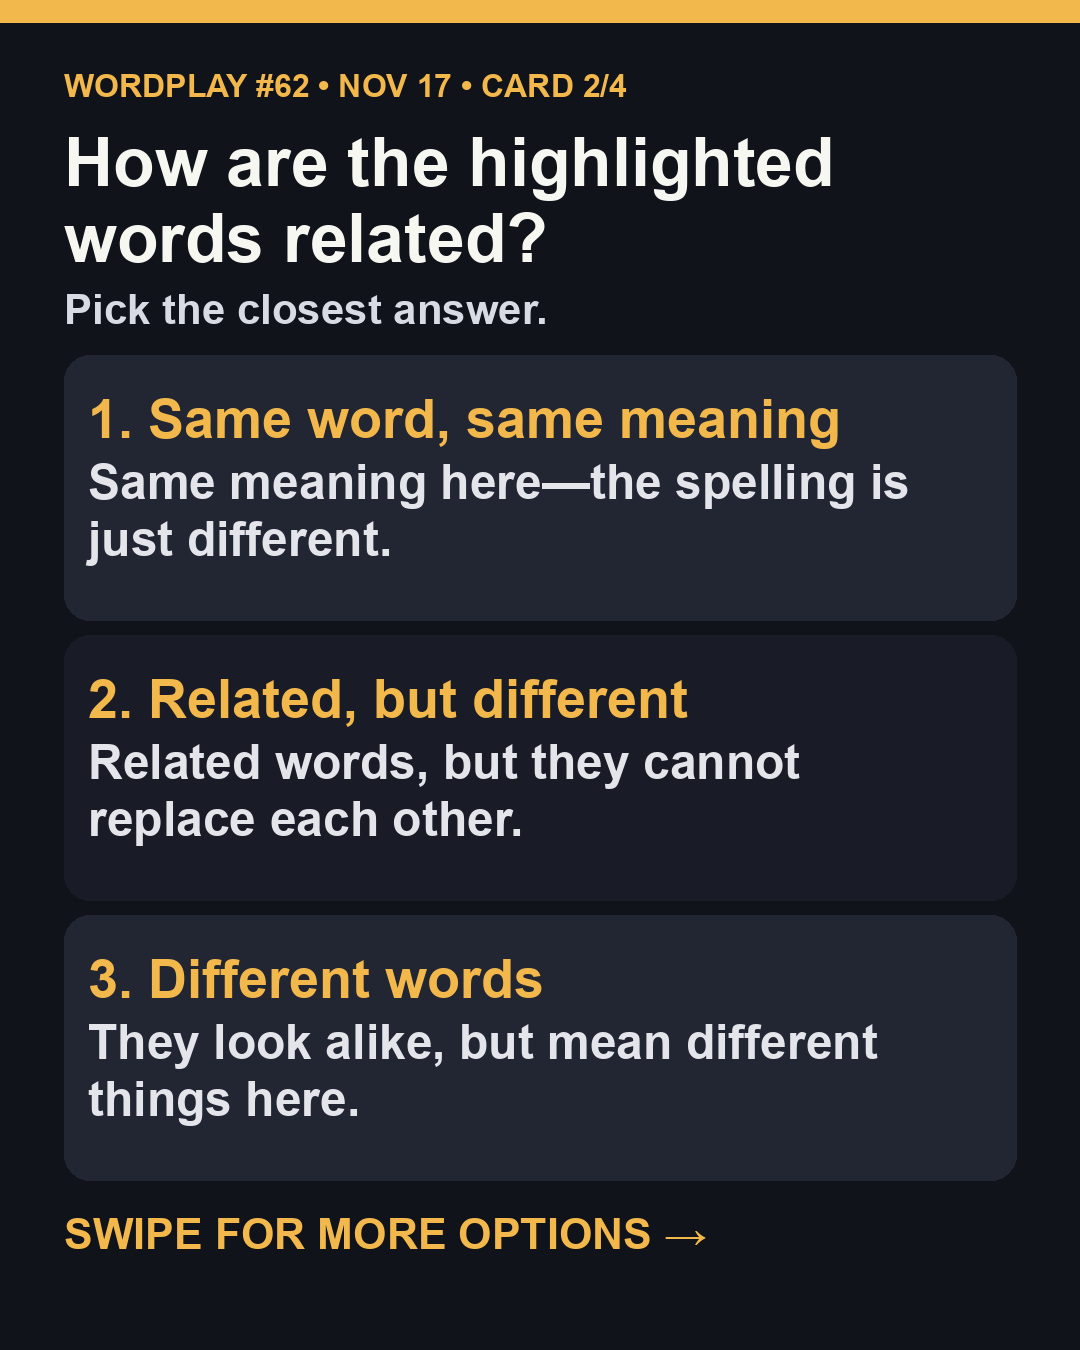 WORDPLAY #62 • NOV 17 • CARD 2/4
How are the highlighted
words related?
Pick the closest answer.
1. Same word, same meaning
Same meaning here—the spelling is
just different.
2. Related, but different
Related words, but they cannot
replace each other.
3. Different words
They look alike, but mean different
things here.
SWIPE FOR MORE OPTIONS →